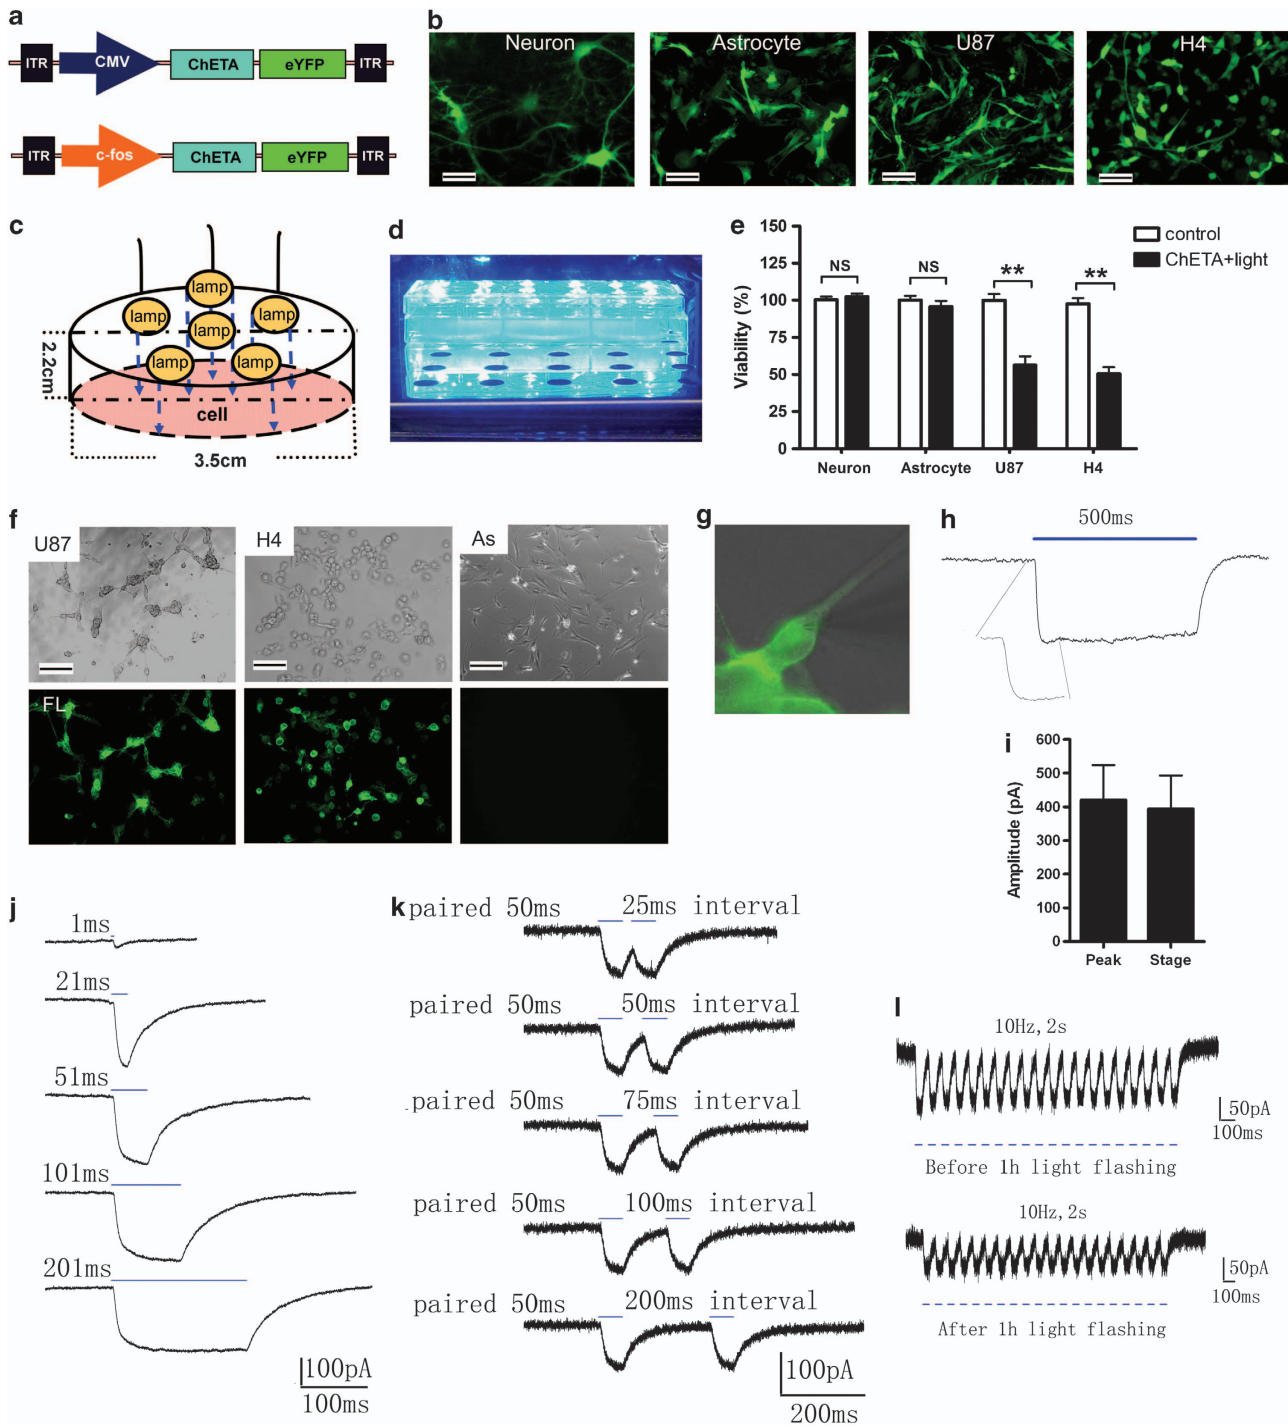 a
ITR CMV ChETA eYFP ITR
ITR c-fos ChETA eYFP ITR
b
Neuron Astrocyte U87 H4
c
lamp
lamp lamp lamp
lamp lamp
cell
2.2cm
3.5cm
d
e
150
125
100
75
50
25
0
Viability (%)
NS NS ** **
control
ChETA+light
Neuron Astrocyte U87 H4
f
U87 H4 As
FL
g
h
500ms
i
600
500
400
300
200
100
0
Amplitude (pA)
Peak Stage
j
1ms
21ms
51ms
101ms
201ms
100pA
100ms
k
paired 50ms 25ms interval
paired 50ms 50ms interval
paired 50ms 75ms interval
paired 50ms 100ms interval
paired 50ms 200ms interval
100pA
200ms
l
10Hz, 2s
50pA
100ms
Before 1h light flashing
10Hz, 2s
50pA
100ms
After 1h light flashing